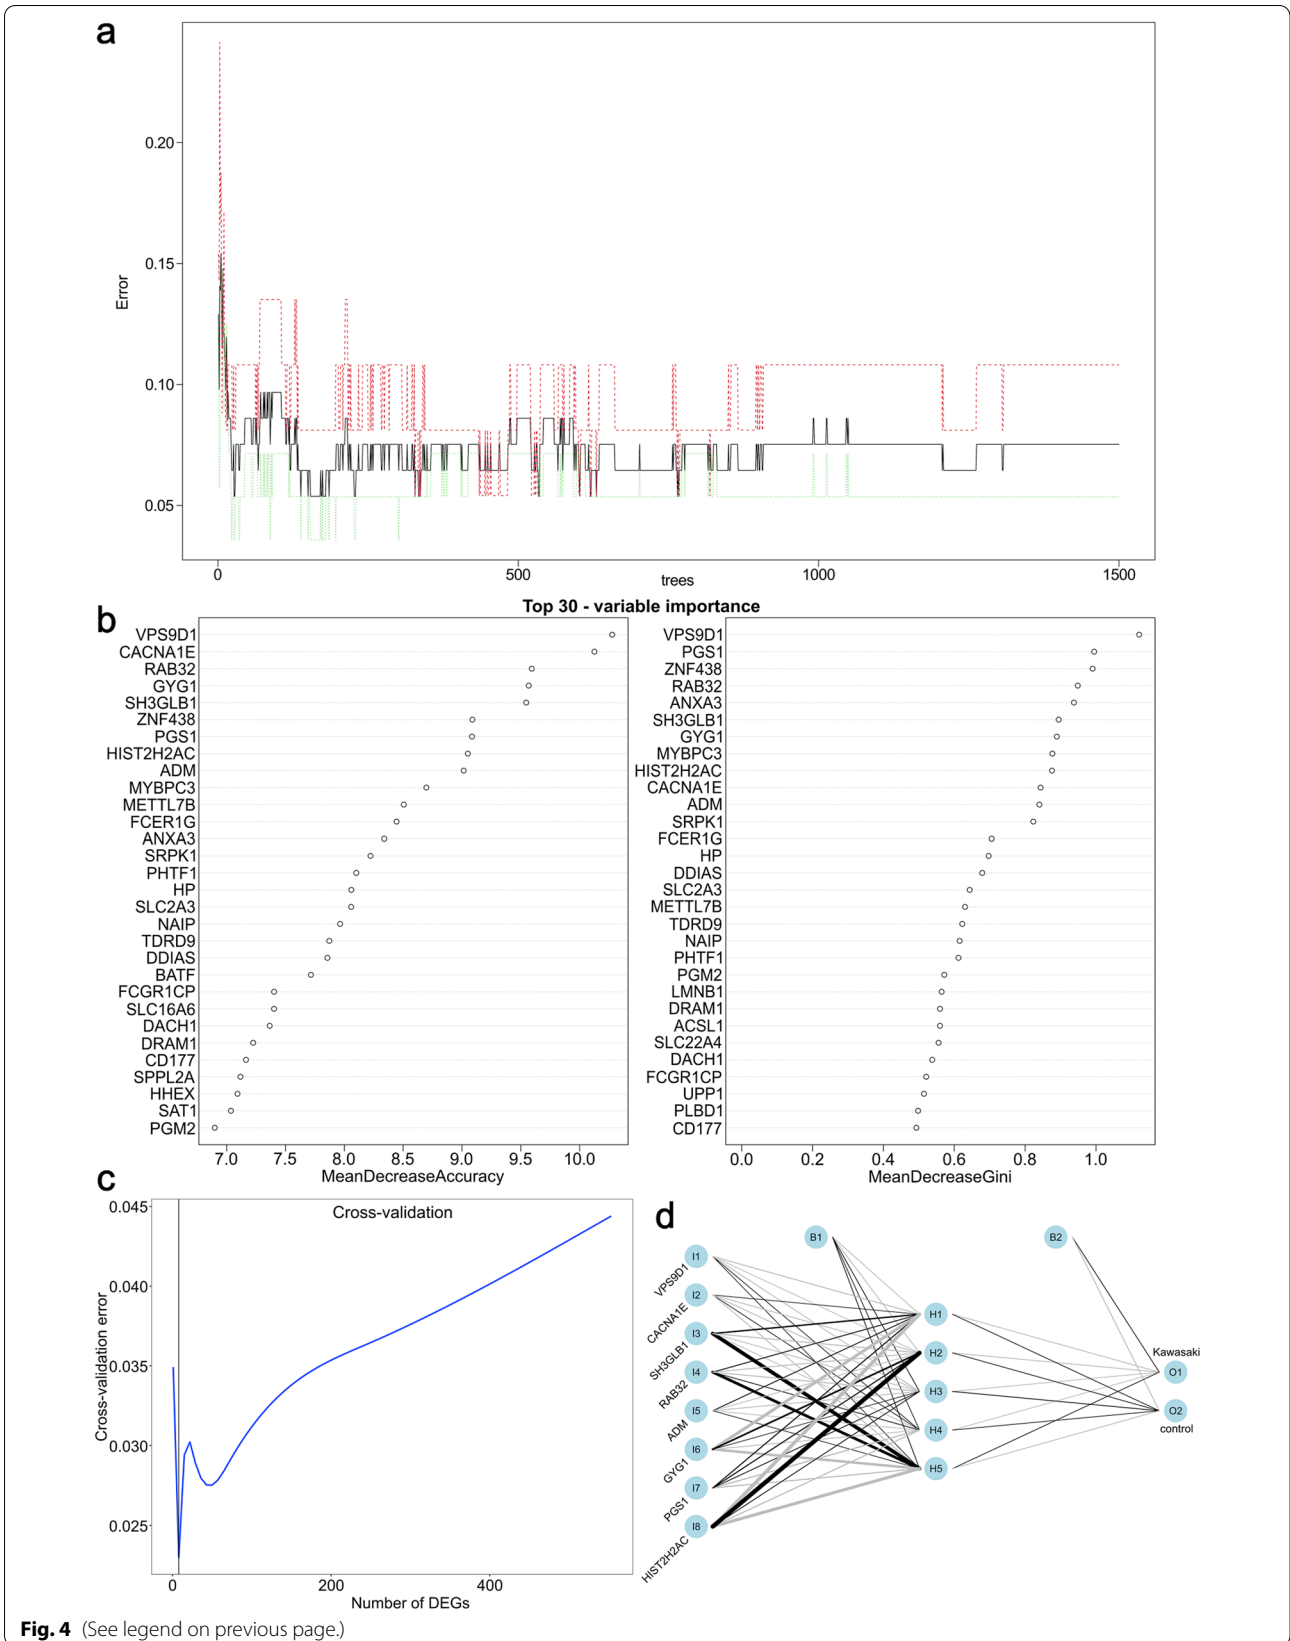 a
0.20
0.15
0.10
0.05
Error
0
500
1000
1500
trees
Top 30 - variable importance
b
VPS9D1
CACNA1E
RAB32
GYG1
SH3GLB1
ZNF438
PGS1
HIST2H2AC
ADM
MYBPC3
METTL7B
FCER1G
ANXA3
SRPK1
PHTF1
HP
SLC2A3
NAIP
TDRD9
DDIAS
BATF
FCGR1CP
SLC16A6
DACH1
DRAM1
CD177
SPPL2A
HHEX
SAT1
PGM2
7.0 7.5 8.0 8.5 9.0 9.5 10.0
MeanDecreaseAccuracy
VPS9D1
PGS1
ZNF438
RAB32
ANXA3
SH3GLB1
GYG1
MYBPC3
HIST2H2AC
CACNA1E
ADM
SRPK1
FCER1G
HP
DDIAS
SLC2A3
METTL7B
TDRD9
NAIP
PHTF1
PGM2
LMNB1
DRAM1
ACSL1
SLC22A4
DACH1
FCGR1CP
UPP1
PLBD1
CD177
0.0 0.2 0.4 0.6 0.8 1.0
MeanDecreaseGini
c
Cross-validation
0.045
0.040
0.035
0.030
0.025
Cross-validation error
0 200 400
Number of DEGs
d
B1
B2
I1
VPS9D1
I2
CACNA1E
I3
SH3GLB1
I4
RAB32
I5
ADM
I6
GYG1
I7
PGS1
I8
HIST2H2AC
H1
H2
H3
H4
H5
Kawasaki
O1
O2
control
Fig. 4 (See legend on previous page.)